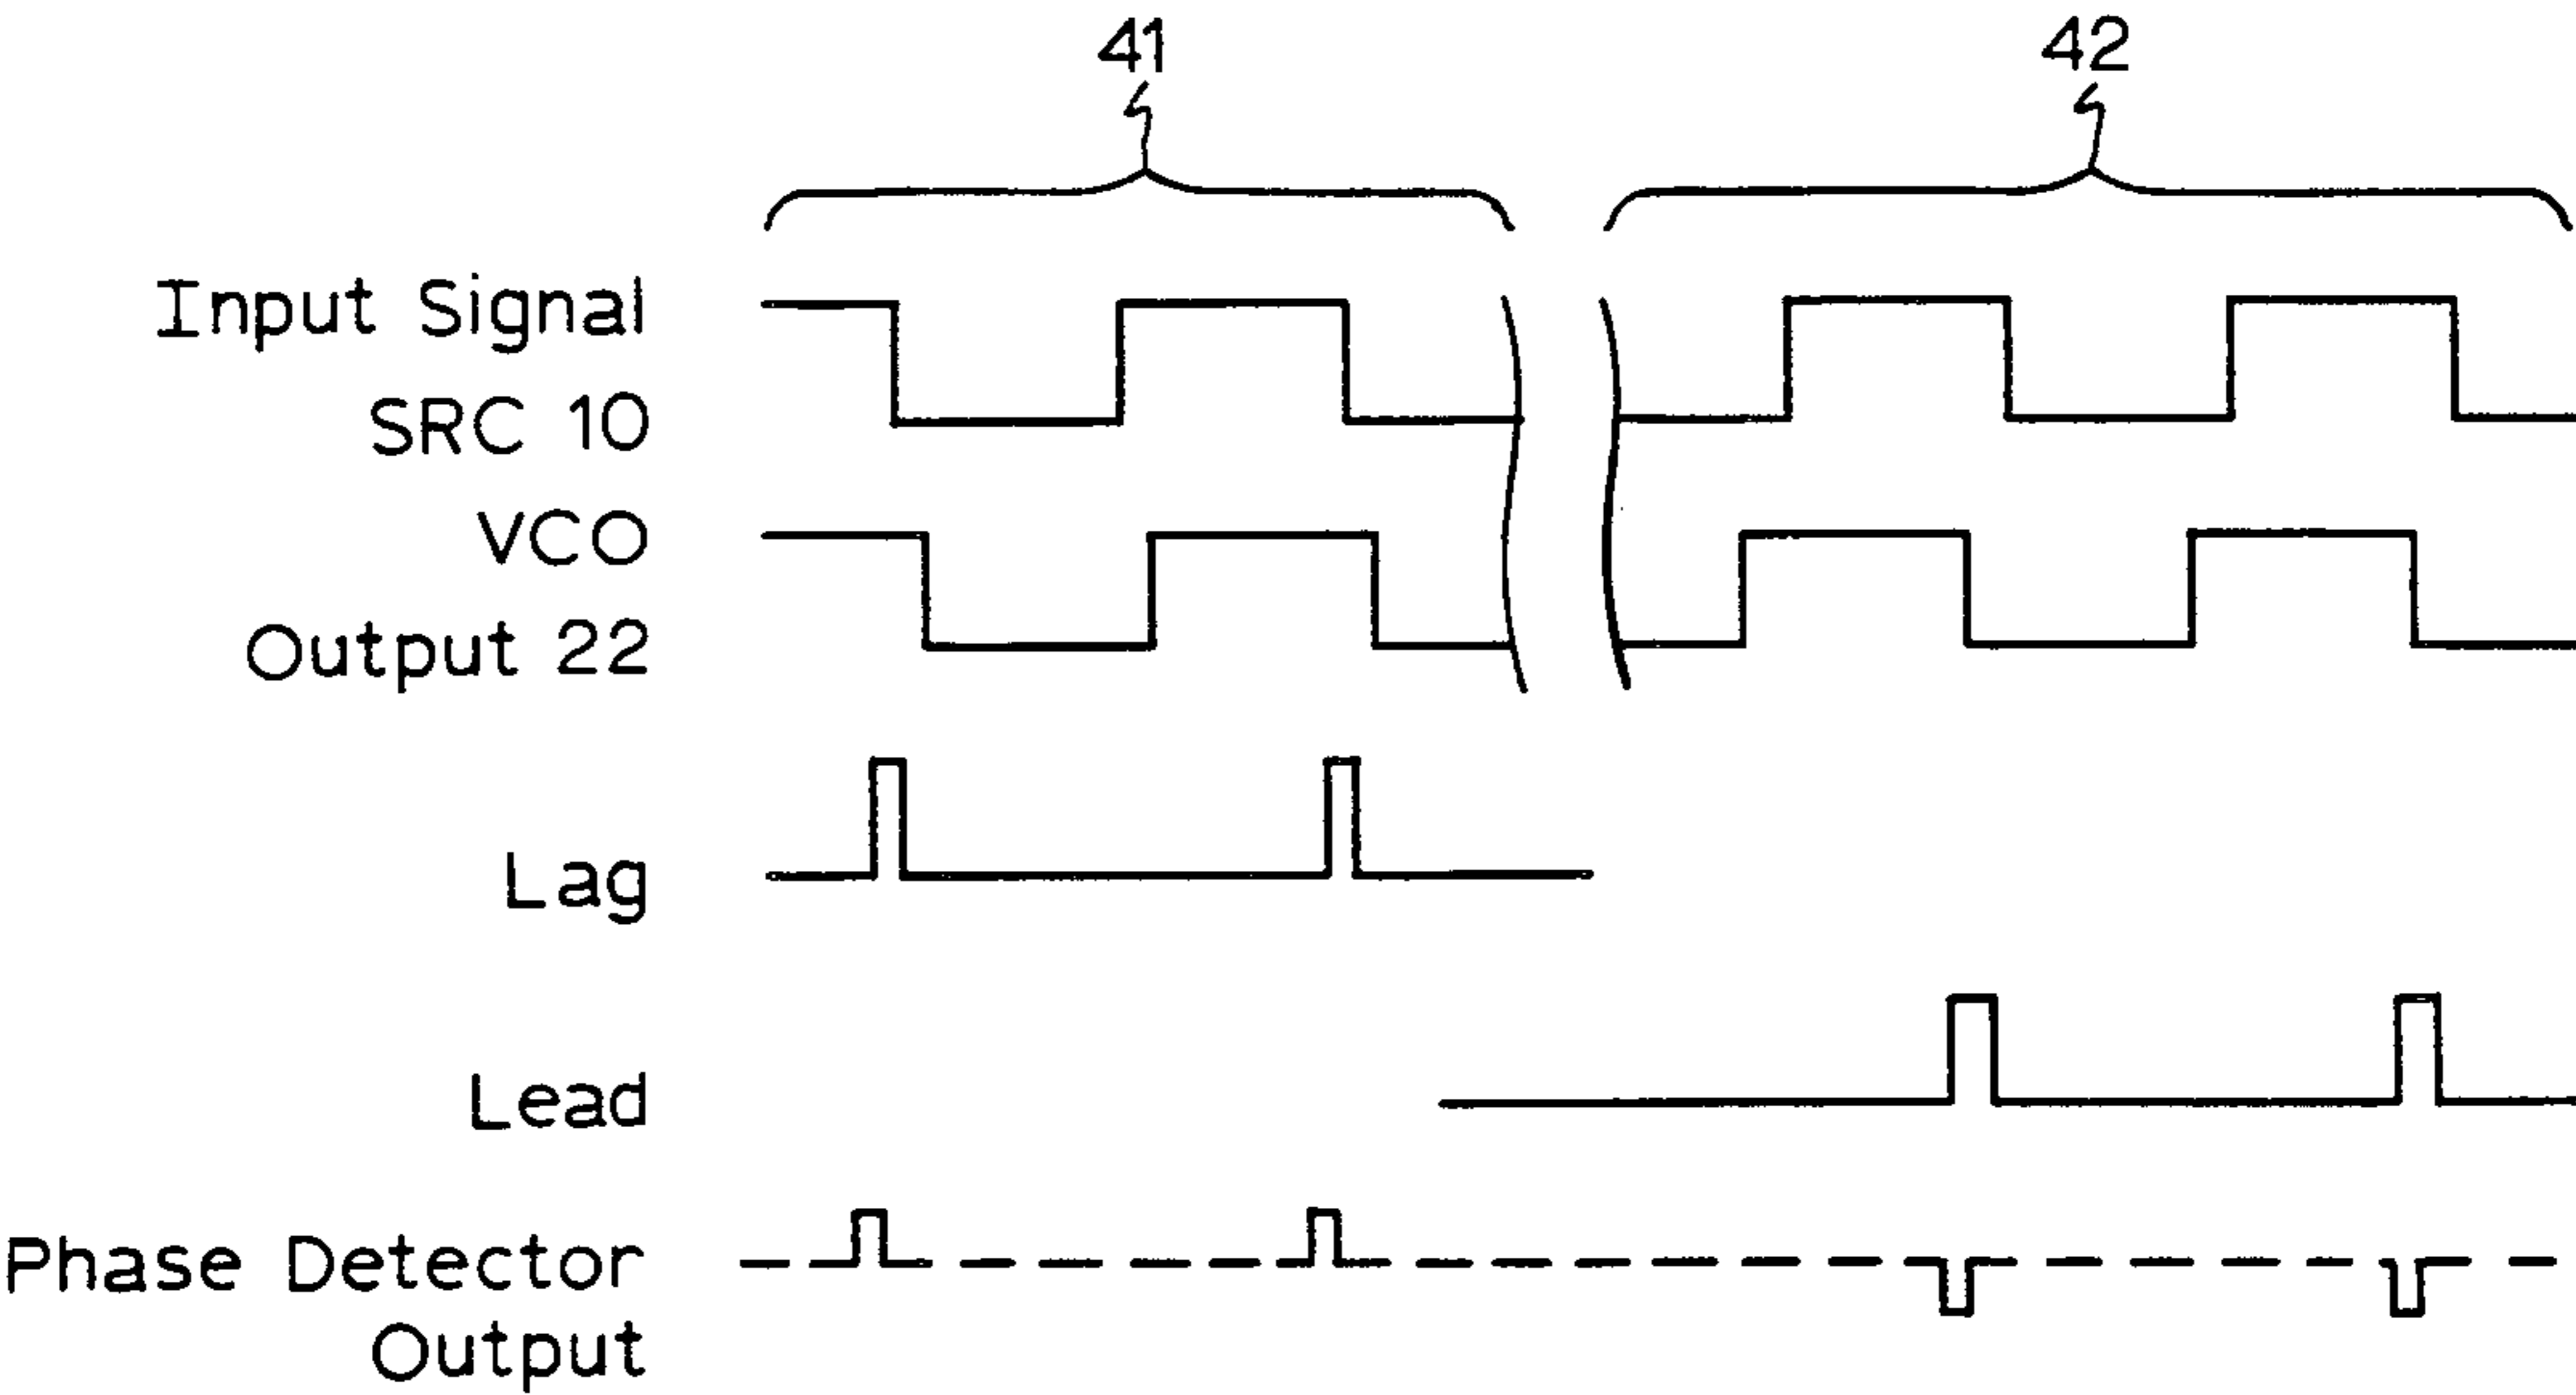 41
42
Input Signal
SRC 10
VCO
Output 22
Lag
Lead
Phase Detector
Output